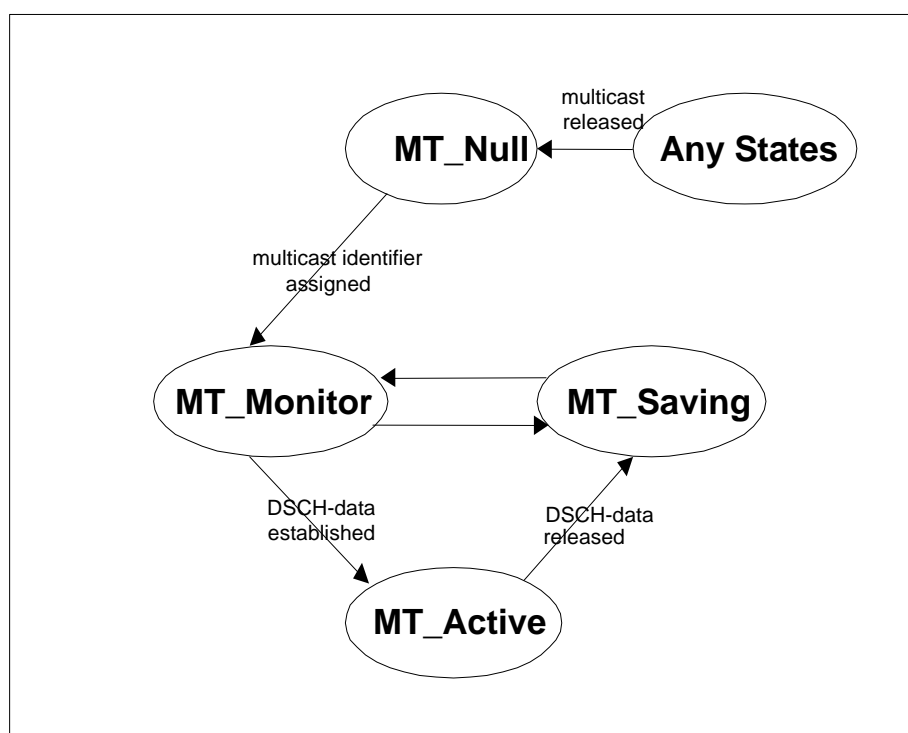 multicast
released
MT_Null
Any States
multicast identifier
assigned
MT_Monitor
MT_Saving
DSCH-data
established
DSCH-data
released
MT_Active